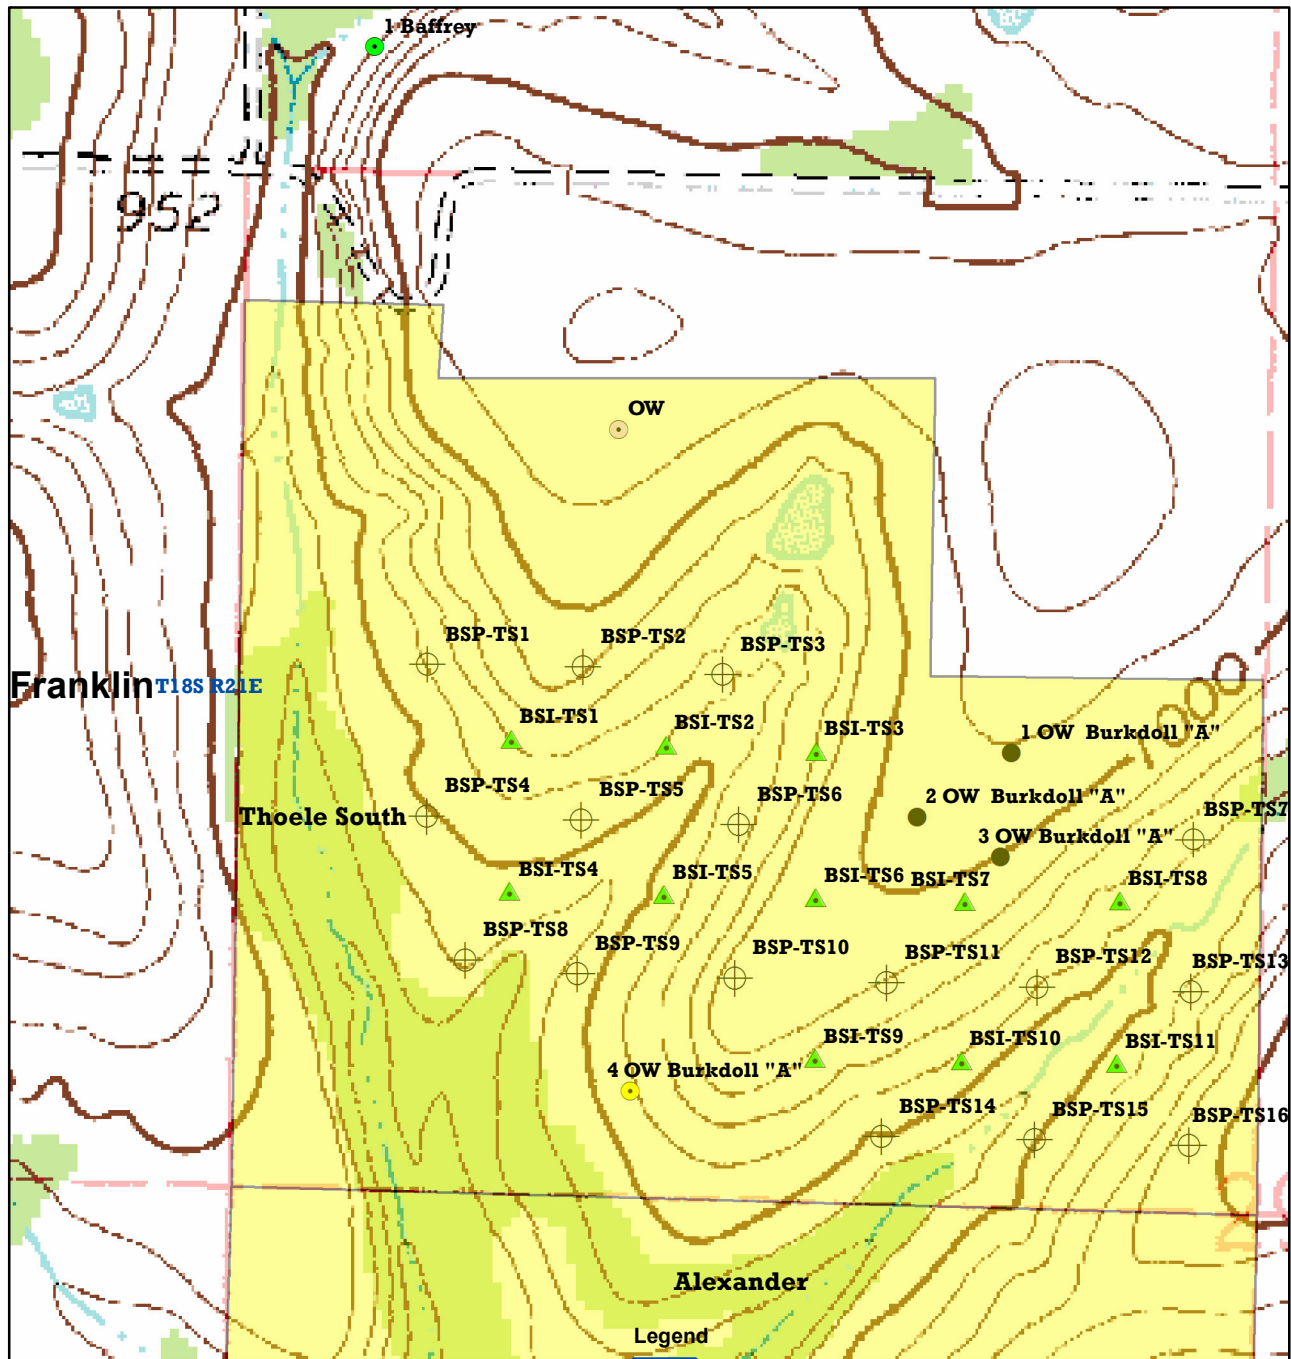 1 Baffrey
952
OW
BSP-TS1
BSP-TS2
BSP-TS3
Franklin
T18S R21E
1000
BSI-TS1
BSI-TS2
BSI-TS3
1 OW Burkdoll "A"
BSP-TS4
BSP-TS5
BSP-TS6
2 OW Burkdoll "A"
BSP-TS7
Thoele South
3 OW Burkdoll "A"
BSI-TS4
BSI-TS5
BSI-TS6
BSI-TS7
BSI-TS8
BSP-TS8
BSP-TS9
BSP-TS10
BSP-TS11
BSP-TS12
BSP-TS13
BSI-TS9
BSI-TS10
BSI-TS11
4 OW Burkdoll "A"
BSP-TS14
BSP-TS15
BSP-TS16
Alexander
Legend